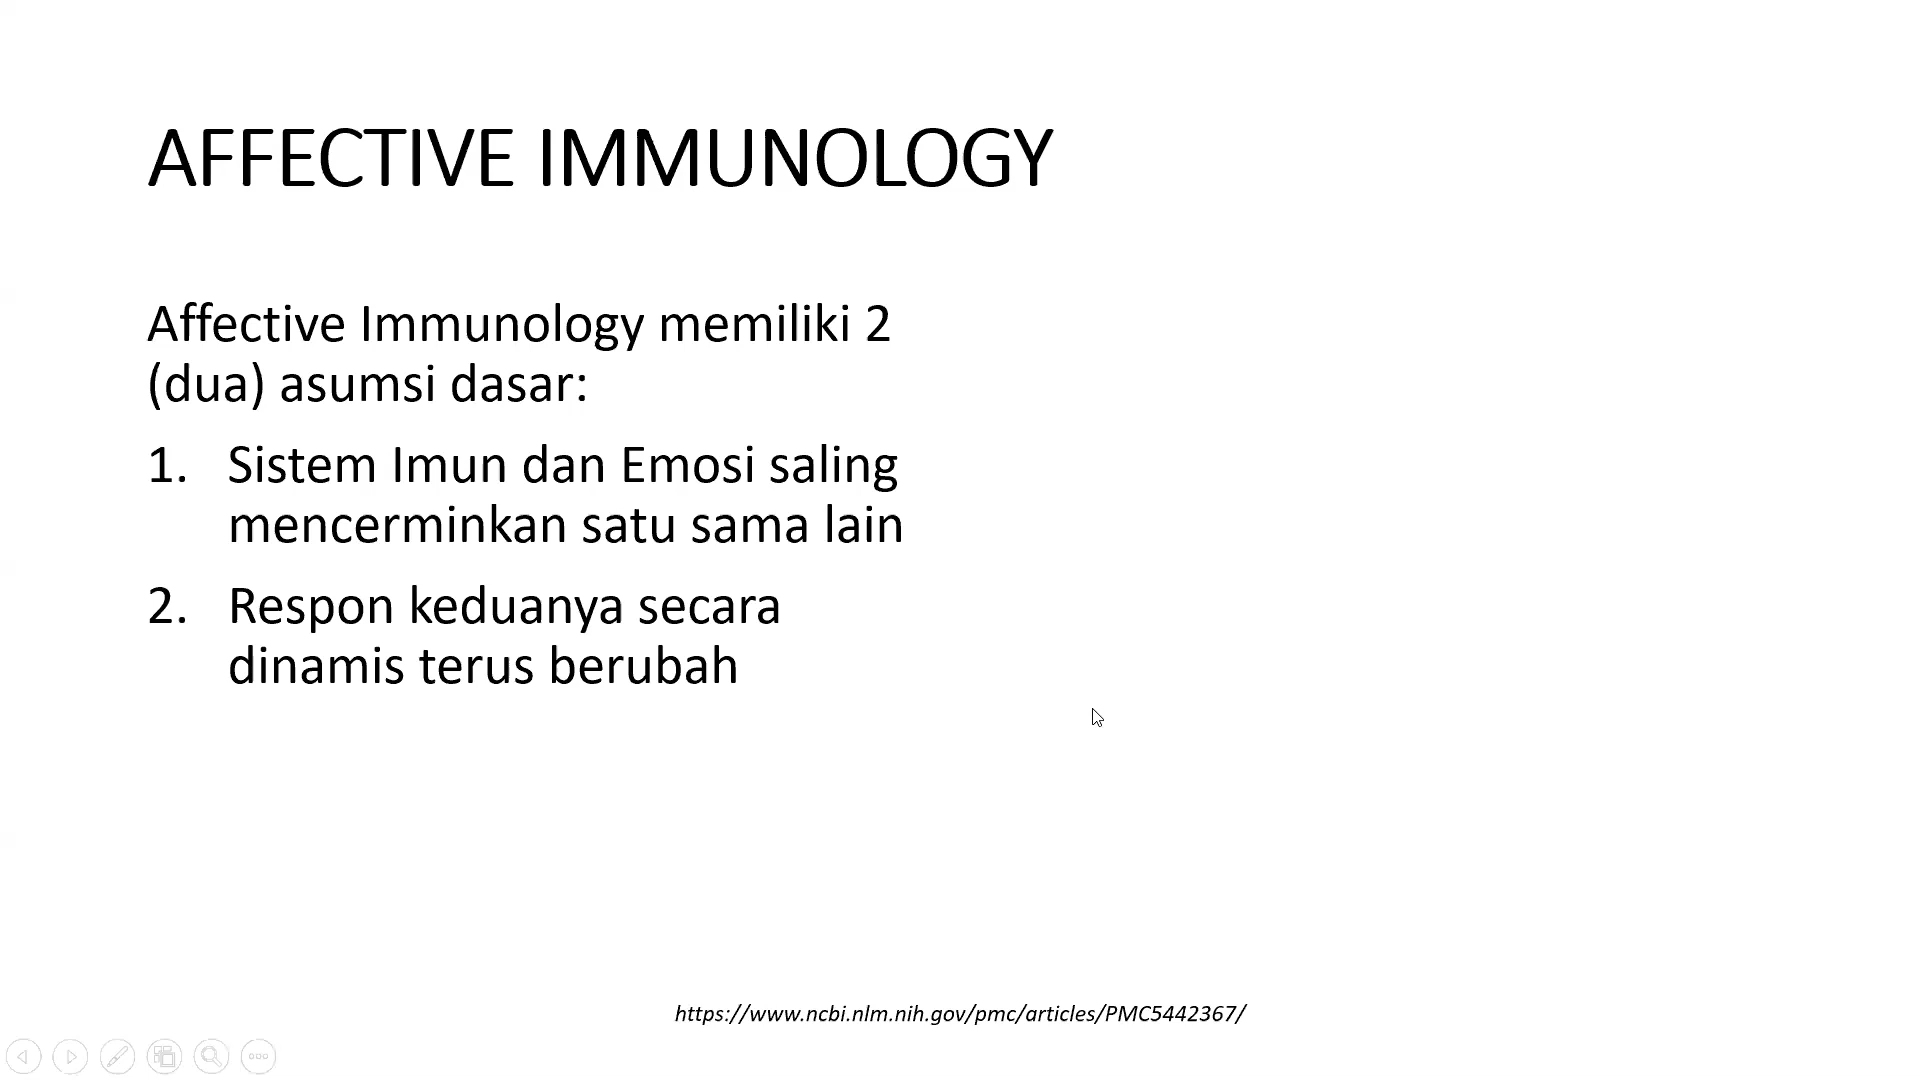 AFFECTIVE IMMUNOLOGY
Affective Immunology memiliki 2
(dua) asumsi dasar:
1. Sistem Imun dan Emosi saling
mencerminkan satu sama lain
2. Respon keduanya secara
dinamis terus berubah
https://www.ncbi.nlm.nih.gov/pmc/articles/PMC5442367/